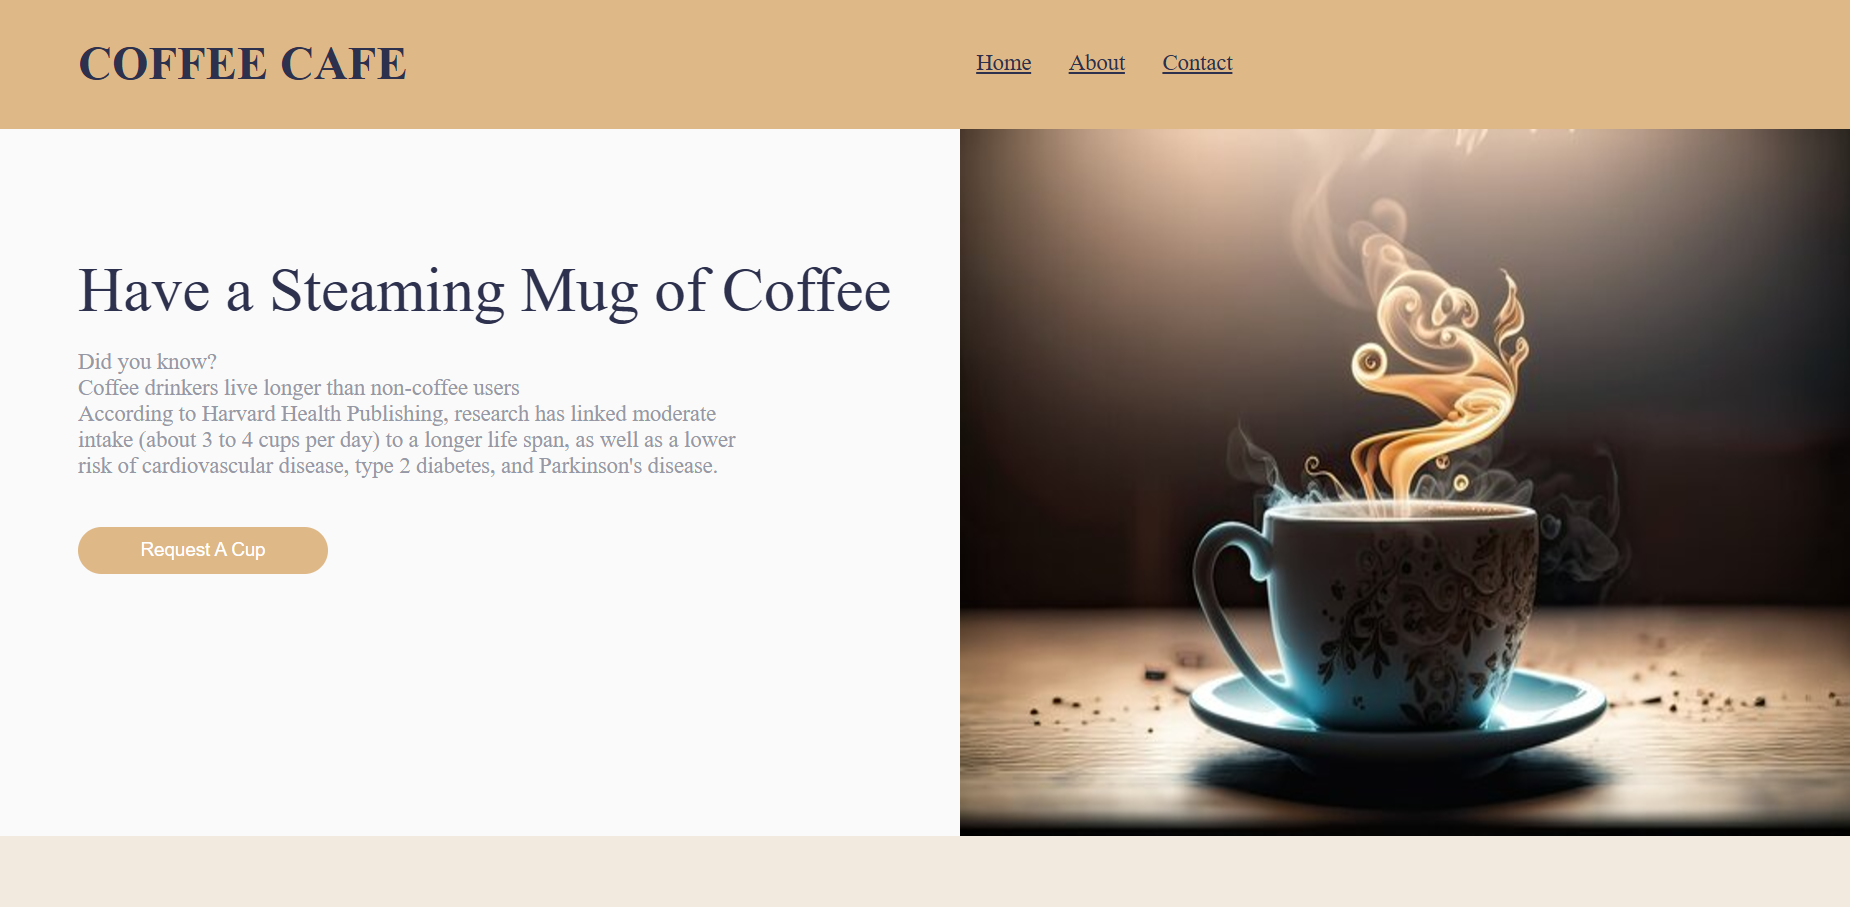 COFFEE CAFE
Home About Contact
Have a Steaming Mug of Coffee
Did you know?
Coffee drinkers live longer than non-coffee users
According to Harvard Health Publishing, research has linked moderate
intake (about 3 to 4 cups per day) to a longer life span, as well as a lower
risk of cardiovascular disease, type 2 diabetes, and Parkinson's disease.
Request A Cup